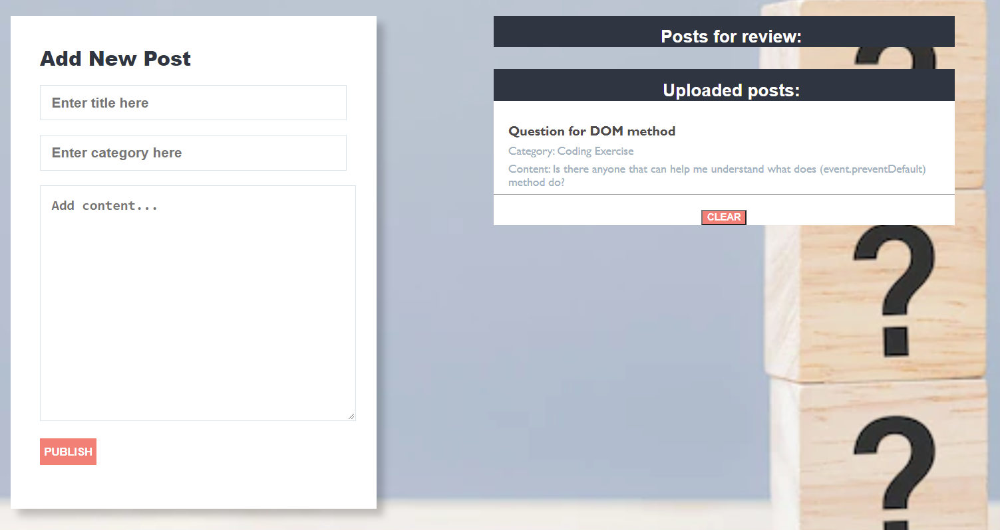 Add New Post
Enter title here
Enter category here
Add content...
PUBLISH
Posts for review:
Uploaded posts:
Question for DOM method
Category: Coding Exercise
Content: Is there anyone that can help me understand what does (event.preventDefault)
method do?
CLEAR
?
?
?